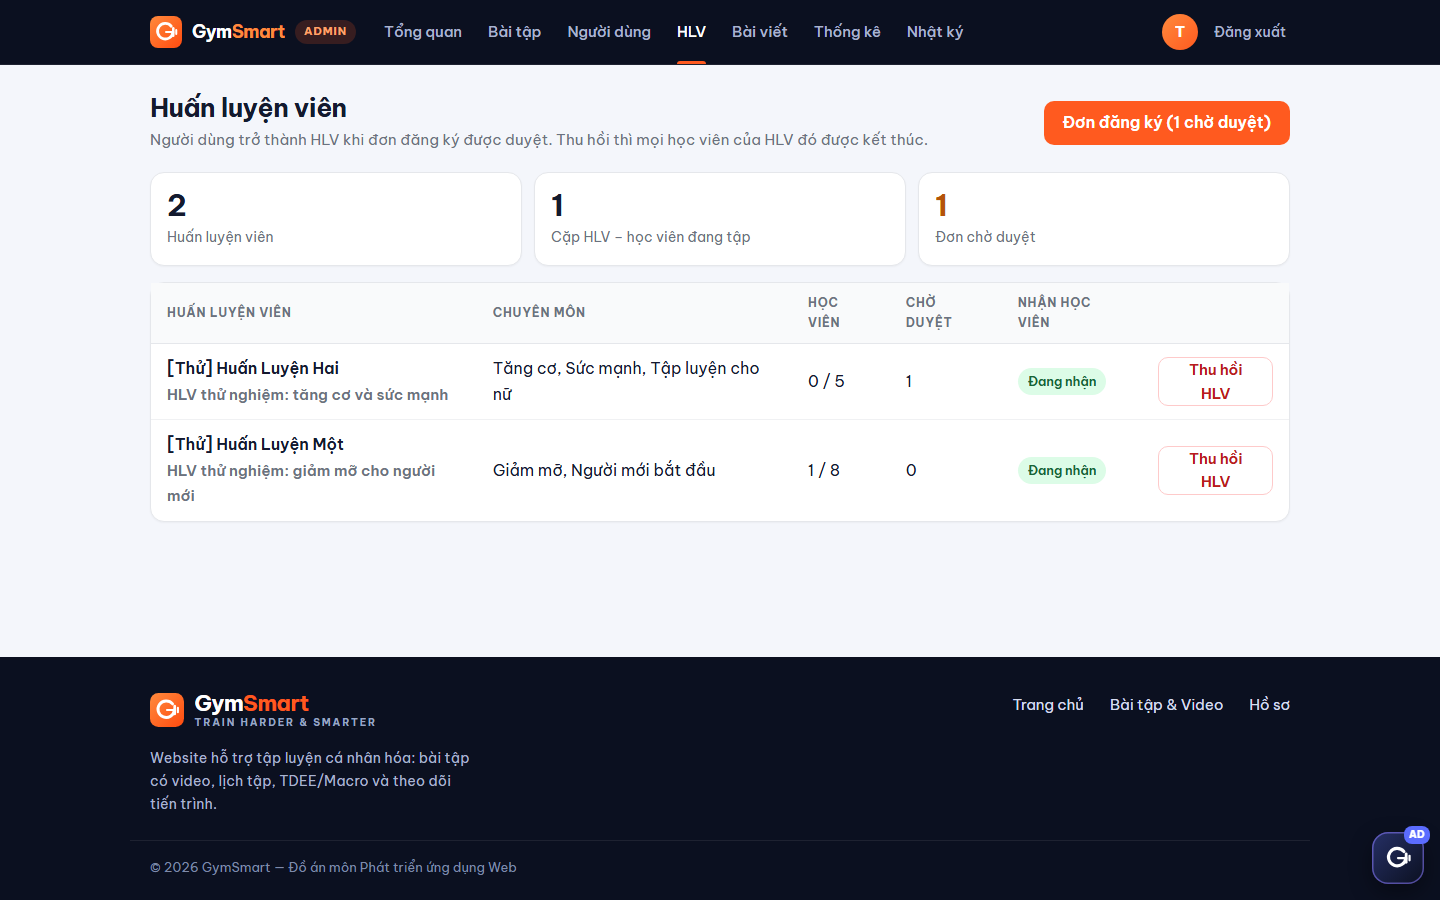 GymSmart ADMIN Tổng quan Bài tập Người dùng HLV Bài viết Thống kê Nhật ký T Đăng xuất
Huấn luyện viên
Người dùng trở thành HLV khi đơn đăng ký được duyệt. Thu hồi thì mọi học viên của HLV đó được kết thúc.
Đơn đăng ký (1 chờ duyệt)
2
Huấn luyện viên
1
Cặp HLV – học viên đang tập
1
Đơn chờ duyệt
HUẤN LUYỆN VIÊN
CHUYÊN MÔN
HỌC
VIÊN
CHỜ
DUYỆT
NHẬN HỌC
VIÊN
[Thử] Huấn Luyện Hai
HLV thử nghiệm: tăng cơ và sức mạnh
Tăng cơ, Sức mạnh, Tập luyện cho
nữ
0 / 5
1
Đang nhận
Thu hồi
HLV
[Thử] Huấn Luyện Một
HLV thử nghiệm: giảm mỡ cho người
mới
Giảm mỡ, Người mới bắt đầu
1 / 8
0
Đang nhận
Thu hồi
HLV
GymSmart
TRAIN HARDER & SMARTER
Website hỗ trợ tập luyện cá nhân hóa: bài tập
có video, lịch tập, TDEE/Macro và theo dõi
tiến trình.
Trang chủ Bài tập & Video Hồ sơ
© 2026 GymSmart — Đồ án môn Phát triển ứng dụng Web
AD